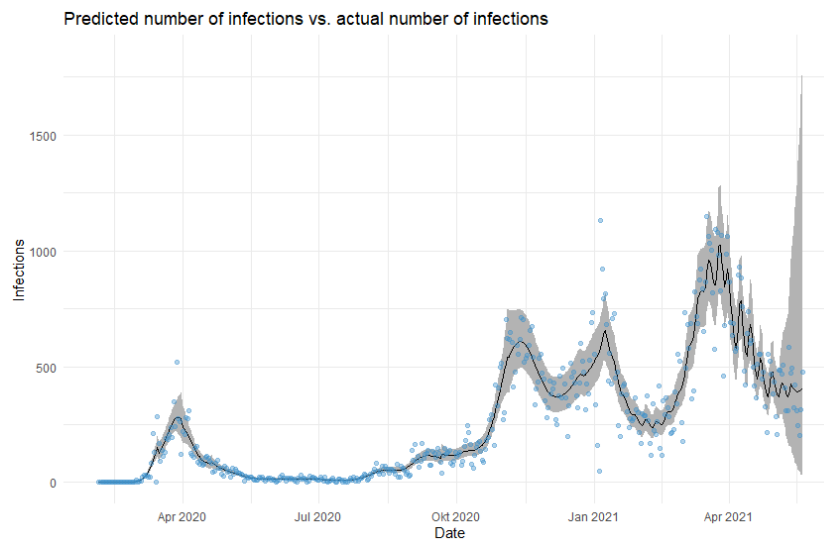 Predicted number of infections vs. actual number of infections
1500
1000
500
0
Infections
Apr 2020
Jul 2020
Okt 2020
Jan 2021
Apr 2021
Date